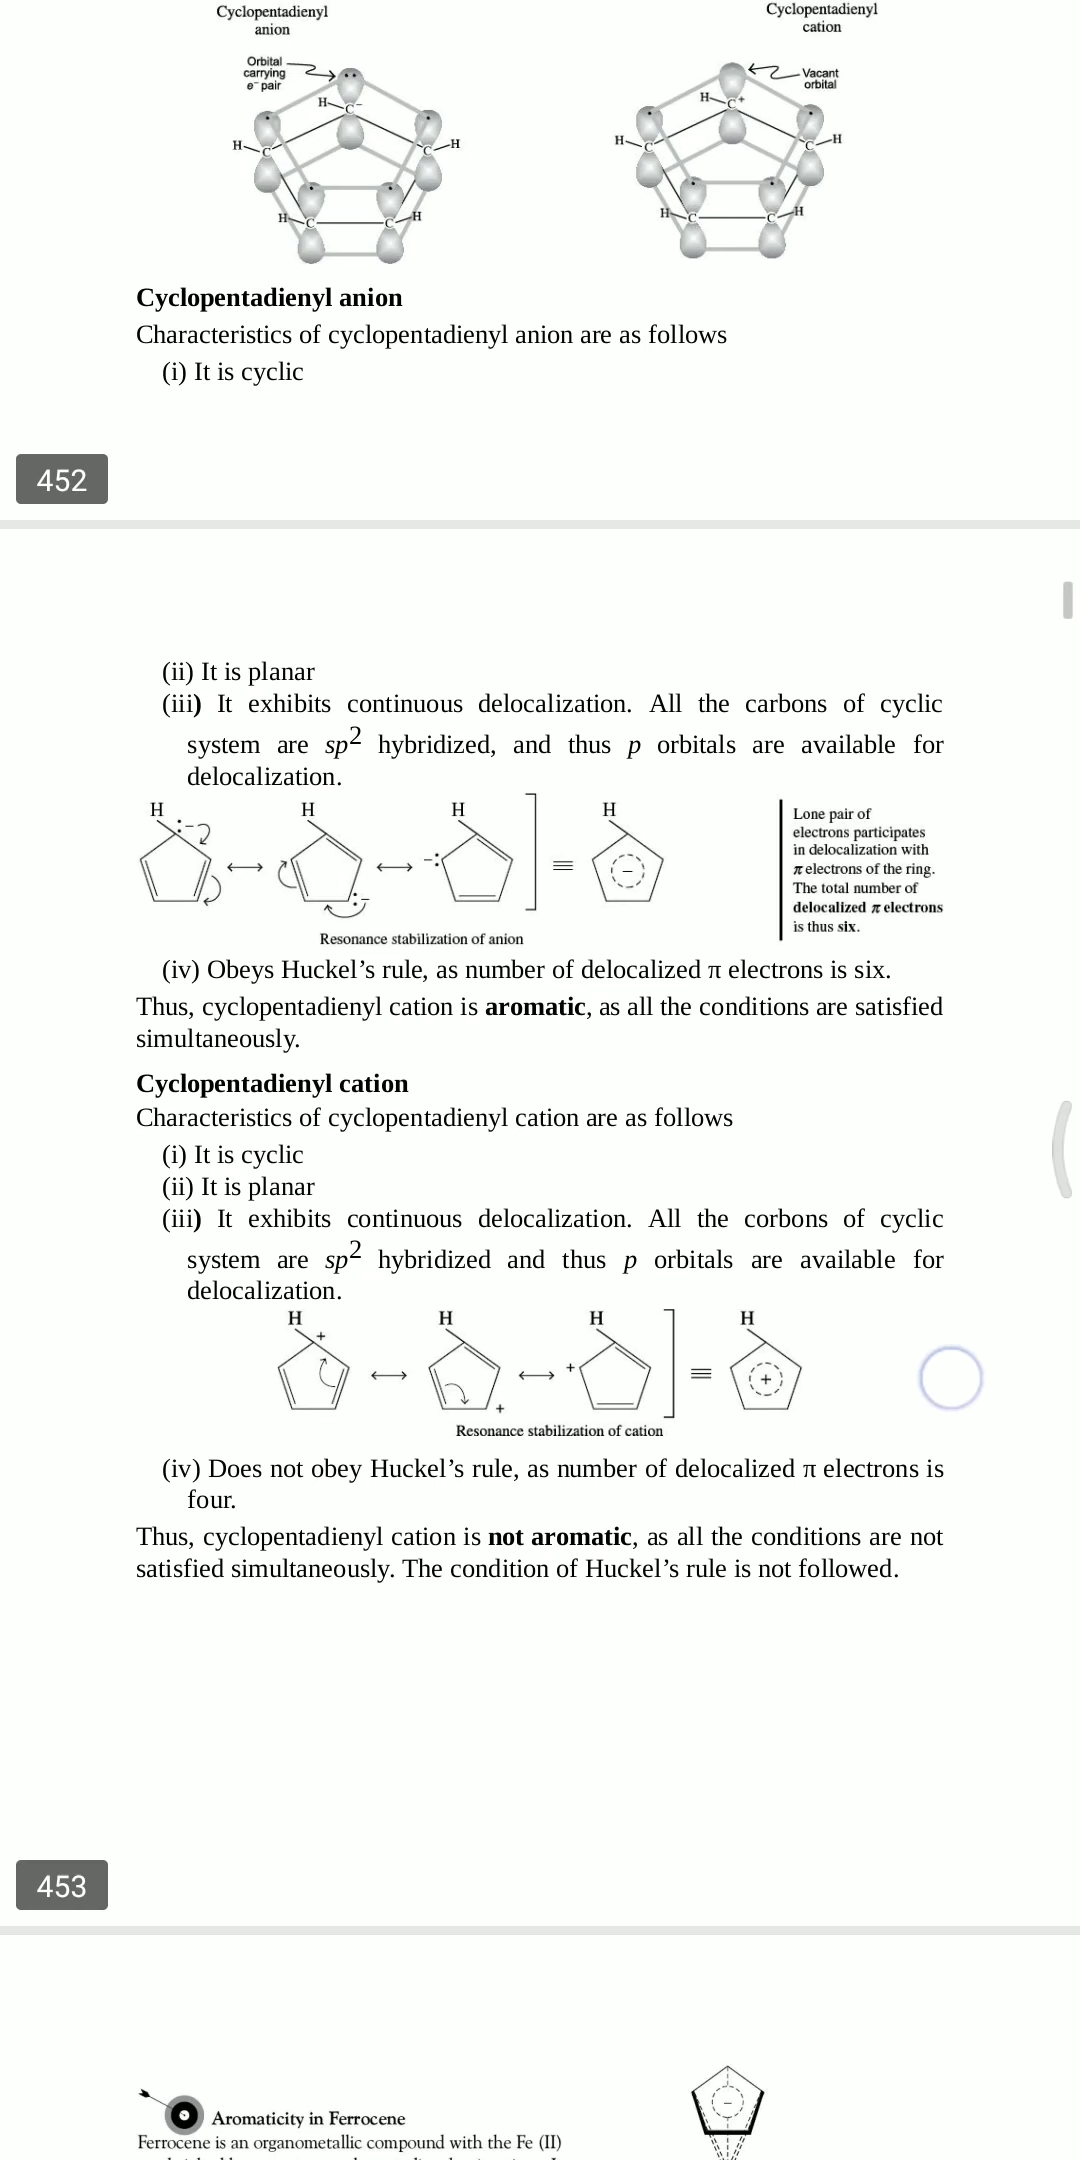 Cyclopentadienyl
anion
Cyclopentadienyl
cation
Orbital
carrying
e⁻ pair
H
C⁻
H
C
C
H
H
C
C
H
Vacant
orbital
H
C⁺
H
C
C
H
H
C
C
H
Cyclopentadienyl anion
Characteristics of cyclopentadienyl anion are as follows
(i) It is cyclic
452
(ii) It is planar
(iii) It exhibits continuous delocalization. All the carbons of cyclic
system are sp² hybridized, and thus p orbitals are available for
delocalization.
H
:−
H
:−
H
−:
≡
H
−
Lone pair of
electrons participates
in delocalization with
π electrons of the ring.
The total number of
delocalized π electrons
is thus six.
Resonance stabilization of anion
(iv) Obeys Huckel’s rule, as number of delocalized π electrons is six.
Thus, cyclopentadienyl cation is aromatic, as all the conditions are satisfied
simultaneously.
Cyclopentadienyl cation
Characteristics of cyclopentadienyl cation are as follows
(i) It is cyclic
(ii) It is planar
(iii) It exhibits continuous delocalization. All the corbons of cyclic
system are sp² hybridized and thus p orbitals are available for
delocalization.
H
+
H
+
H
+
≡
H
+
Resonance stabilization of cation
(iv) Does not obey Huckel’s rule, as number of delocalized π electrons is
four.
Thus, cyclopentadienyl cation is not aromatic, as all the conditions are not
satisfied simultaneously. The condition of Huckel’s rule is not followed.
453
Aromaticity in Ferrocene
Ferrocene is an organometallic compound with the Fe (II)
−